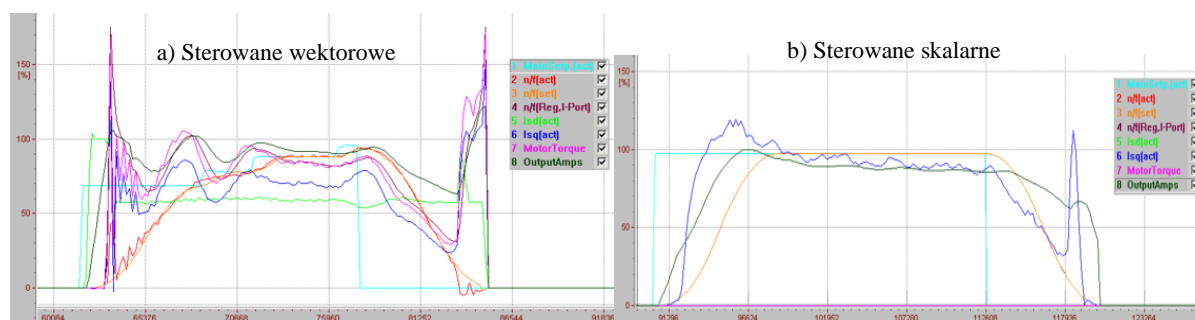 a) Sterowane wektorowe
150
[%]
100
50
0
60084 65376 70668 75960 81252 86544 91836
1 MainSetp.[act]
2 n/f[act]
3 n/f[set]
4 n/f[Reg,I-Port]
5 Isd[act]
6 Isq[act]
7 MotorTorque
8 OutputAmps
b) Sterowane skalarne
150
[%]
100
50
0
91296 96624 101952 107280 112608 117936 123264
1 MainSetp.[act]
2 n/f[act]
3 n/f[set]
4 n/f[Reg,I-Port]
5 Isd[act]
6 Isq[act]
7 MotorTorque
8 OutputAmps